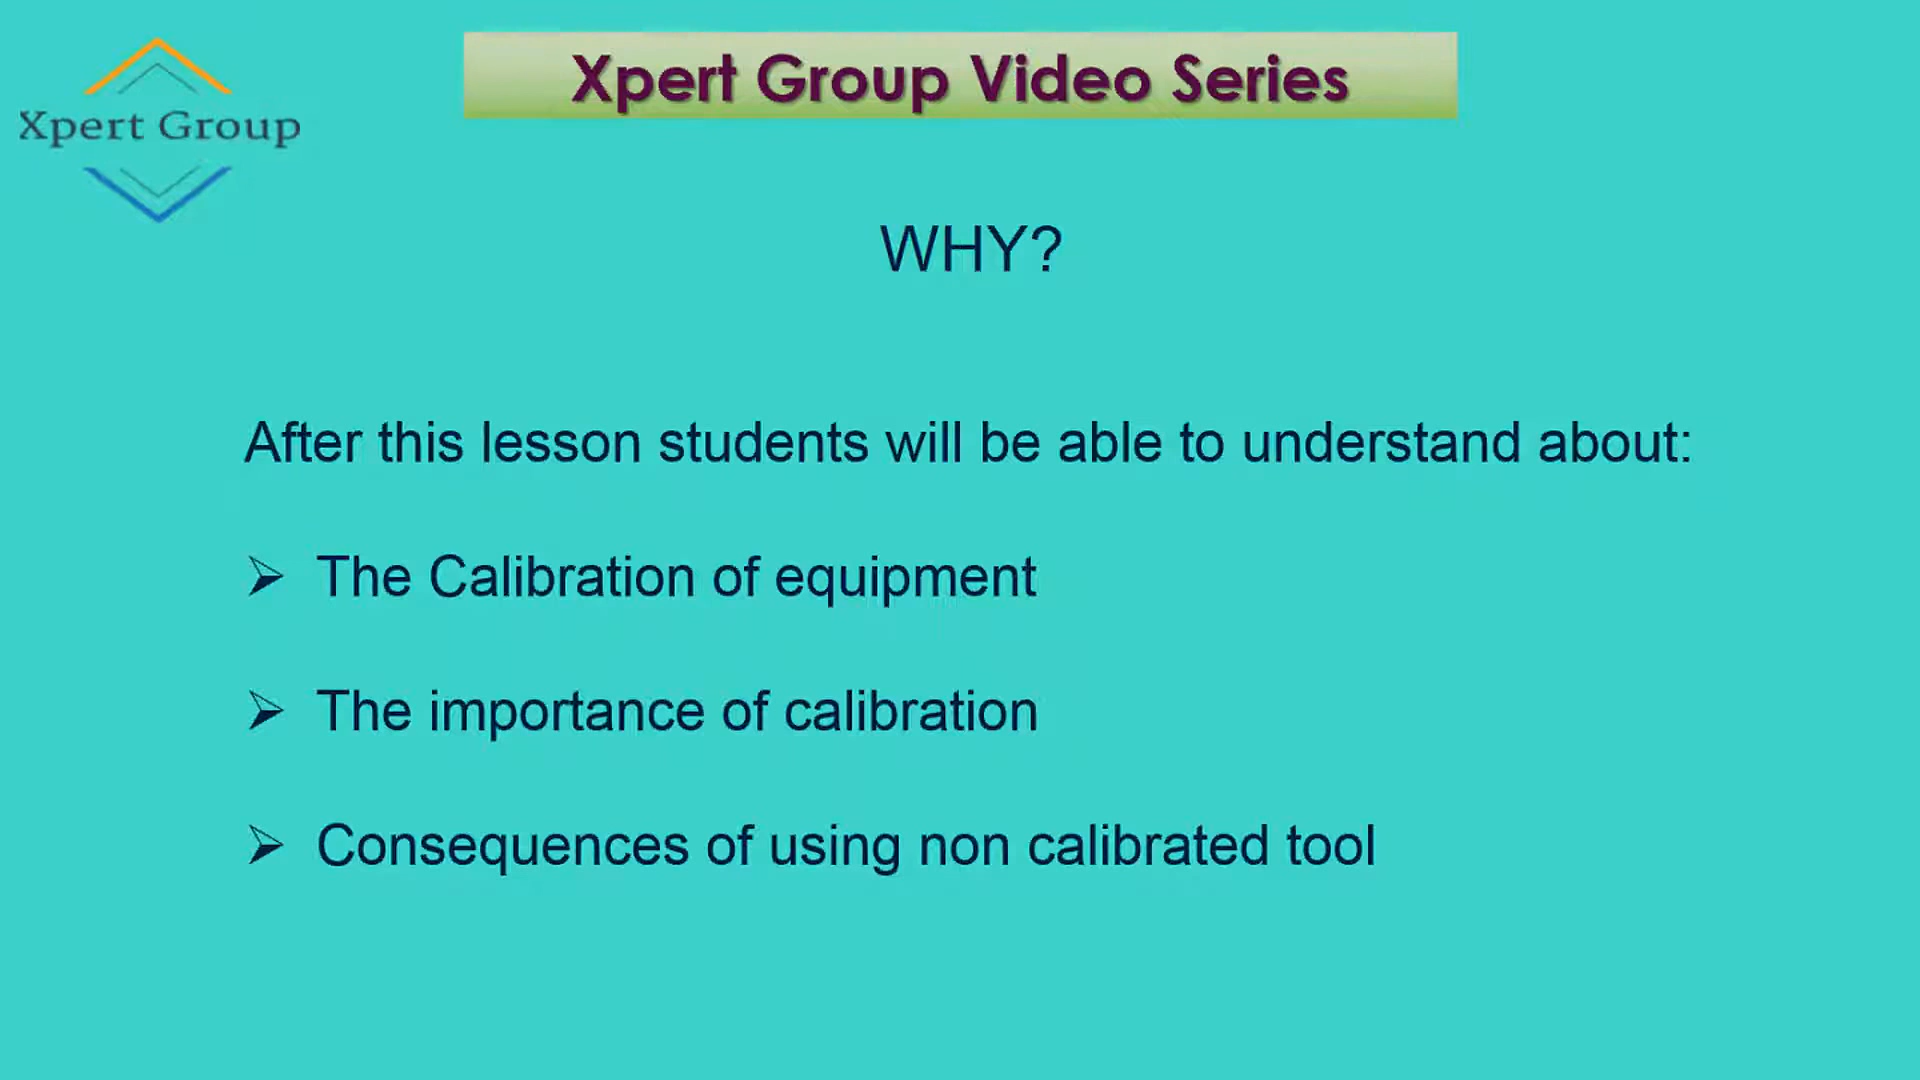 Xpert Group Video Series
Xpert Group
WHY?
After this lesson students will be able to understand about:
➢ The Calibration of equipment
➢ The importance of calibration
➢ Consequences of using non calibrated tool